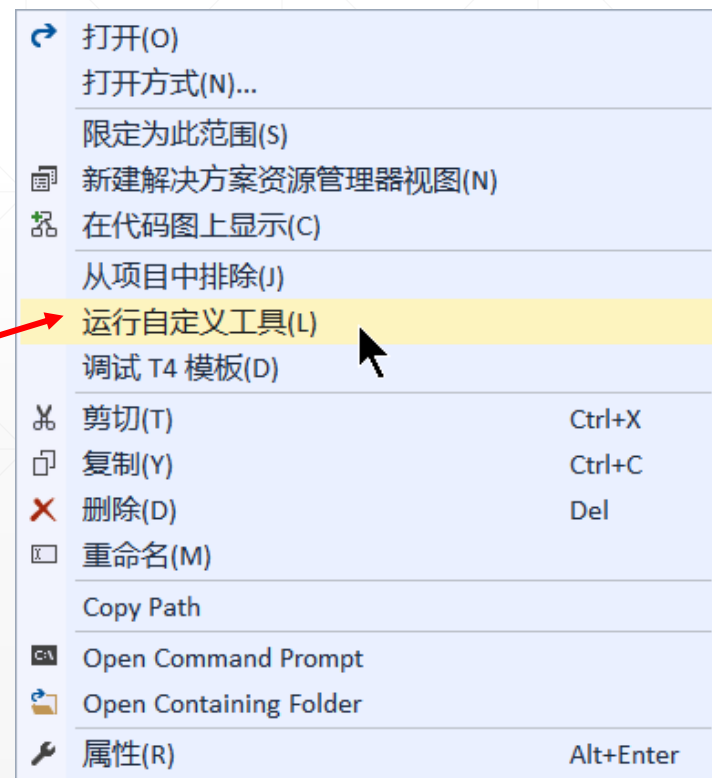 打开(O)
打开方式(N)...
限定为此范围(S)
新建解决方案资源管理器视图(N)
在代码图上显示(C)
从项目中排除(J)
运行自定义工具(L)
调试 T4 模板(D)
剪切(T) Ctrl+X
复制(Y) Ctrl+C
删除(D) Del
重命名(M)
Copy Path
C:\ Open Command Prompt
Open Containing Folder
属性(R) Alt+Enter